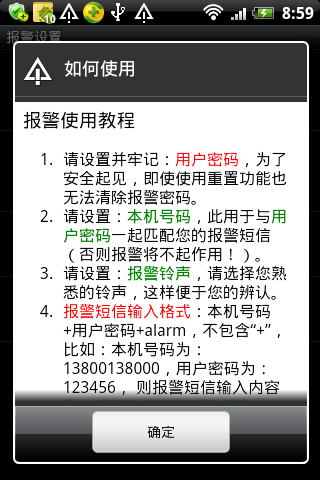 10
8:59
报警设置
如何使用
报警使用教程
1. 请设置并牢记：用户密码，为了
安全起见，即使使用重置功能也
无法清除报警密码。
2. 请设置：本机号码，此用于与用
户密码一起匹配您的报警短信
（否则报警将不起作用！）。
3. 请设置：报警铃声，请选择您熟
悉的铃声，这样便于您的辨认。
4. 报警短信输入格式：本机号码
+用户密码+alarm，不包含“+”，
比如：本机号码为：
13800138000，用户密码为：
123456， 则报警短信输入内容
确定